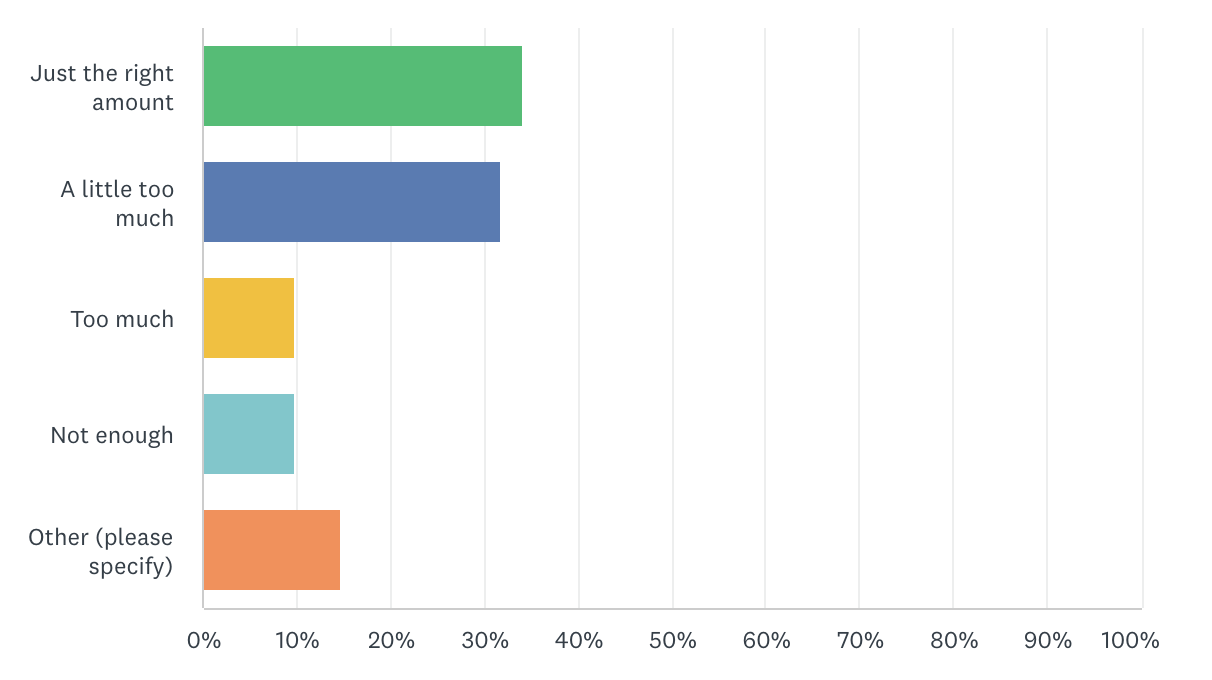 Just the right
amount
A little too
much
Too much
Not enough
Other (please
specify)
0% 10% 20% 30% 40% 50% 60% 70% 80% 90% 100%